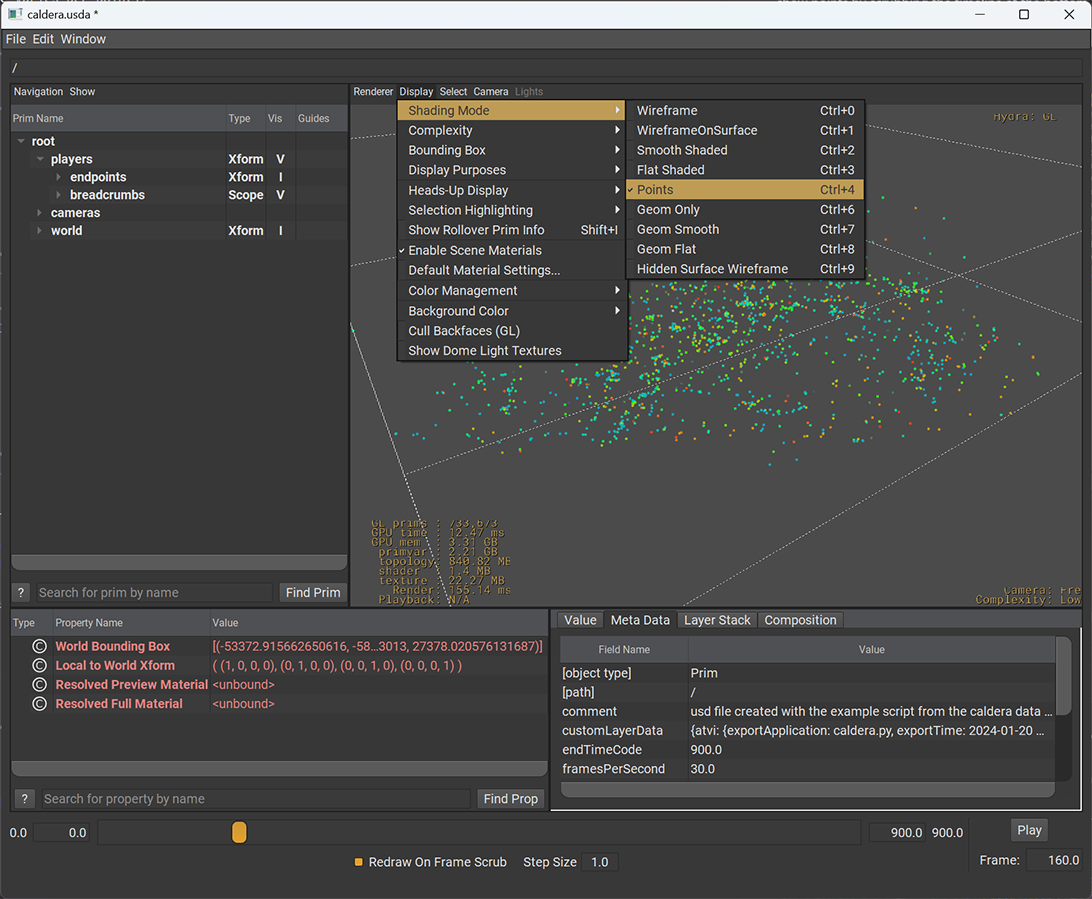 caldera.usda *
File Edit Window
/
Navigation Show
Prim Name Type Vis Guides
root
players Xform V
endpoints Xform I
breadcrumbs Scope V
cameras
world Xform I
? Search for prim by name Find Prim
Renderer Display Select Camera Lights
Shading Mode
Complexity
Bounding Box
Display Purposes
Heads-Up Display
Selection Highlighting
Show Rollover Prim Info Shift+I
Enable Scene Materials
Default Material Settings...
Color Management
Background Color
Cull Backfaces (GL)
Show Dome Light Textures
Wireframe Ctrl+0
WireframeOnSurface Ctrl+1
Smooth Shaded Ctrl+2
Flat Shaded Ctrl+3
Points Ctrl+4
Geom Only Ctrl+6
Geom Smooth Ctrl+7
Geom Flat Ctrl+8
Hidden Surface Wireframe Ctrl+9
Hydra: GL
GL prims : 733,673
GPU time : 12.47 ms
GPU mem : 3.31 GB
primvar : 2.21 GB
topology: 840.82 MB
shader : 1.4 MB
texture : 22.27 MB
Render: 155.14 ms
Playback: N/A
Camera: Fre
Complexity: Low
Type Property Name Value
World Bounding Box [(-53372.915662650616, -58...3013, 27378.020576131687)]
Local to World Xform ( (1, 0, 0, 0), (0, 1, 0, 0), (0, 0, 1, 0), (0, 0, 0, 1) )
Resolved Preview Material <unbound>
Resolved Full Material <unbound>
? Search for property by name Find Prop
Value Meta Data Layer Stack Composition
Field Name Value
[object type] Prim
[path] /
comment usd file created with the example script from the caldera data ...
customLayerData {atvi: {exportApplication: caldera.py, exportTime: 2024-01-20 ...
endTimeCode 900.0
framesPerSecond 30.0
0.0 0.0 900.0 900.0 Play
Redraw On Frame Scrub Step Size 1.0 Frame: 160.0